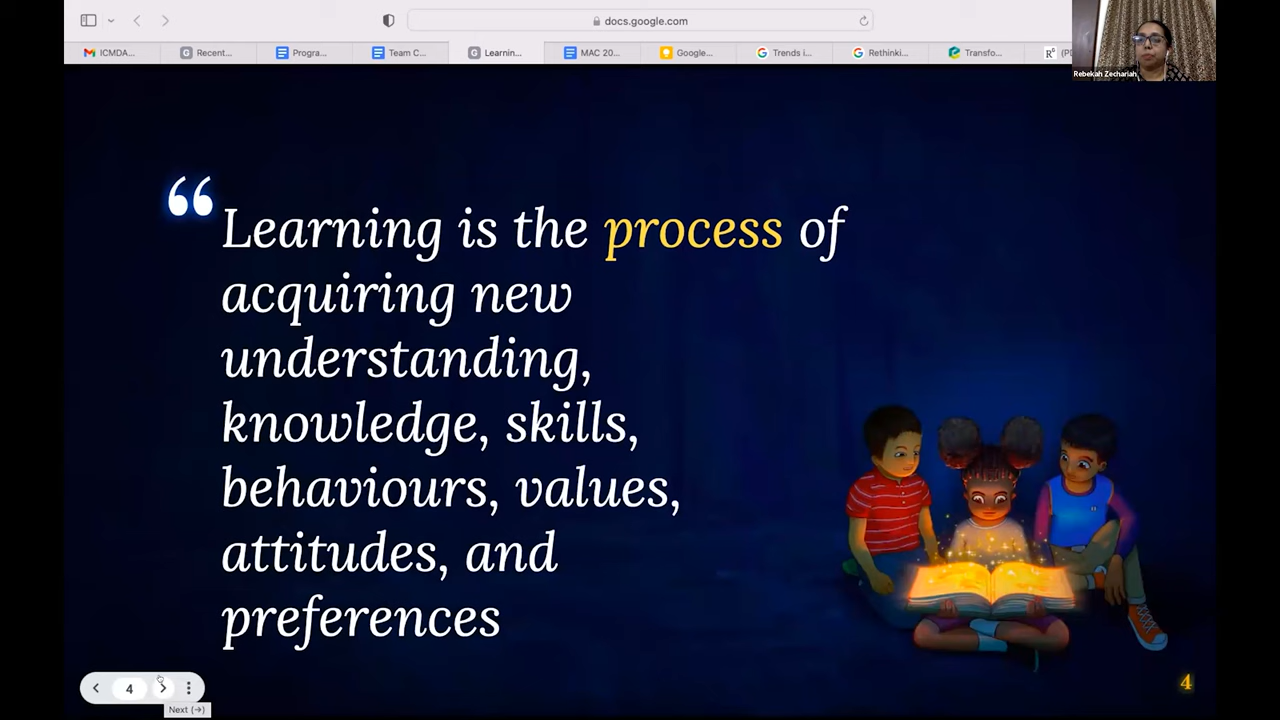 docs.google.com
ICMDA...
Recent...
Progra...
Team C...
Learnin...
MAC 20...
Google...
Trends i...
Rethinki...
Transfo...
R⁶
Rebekah Zechariah
“
Learning is the process of
acquiring new
understanding,
knowledge, skills,
behaviours, values,
attitudes, and
preferences
4
Next (→)
4